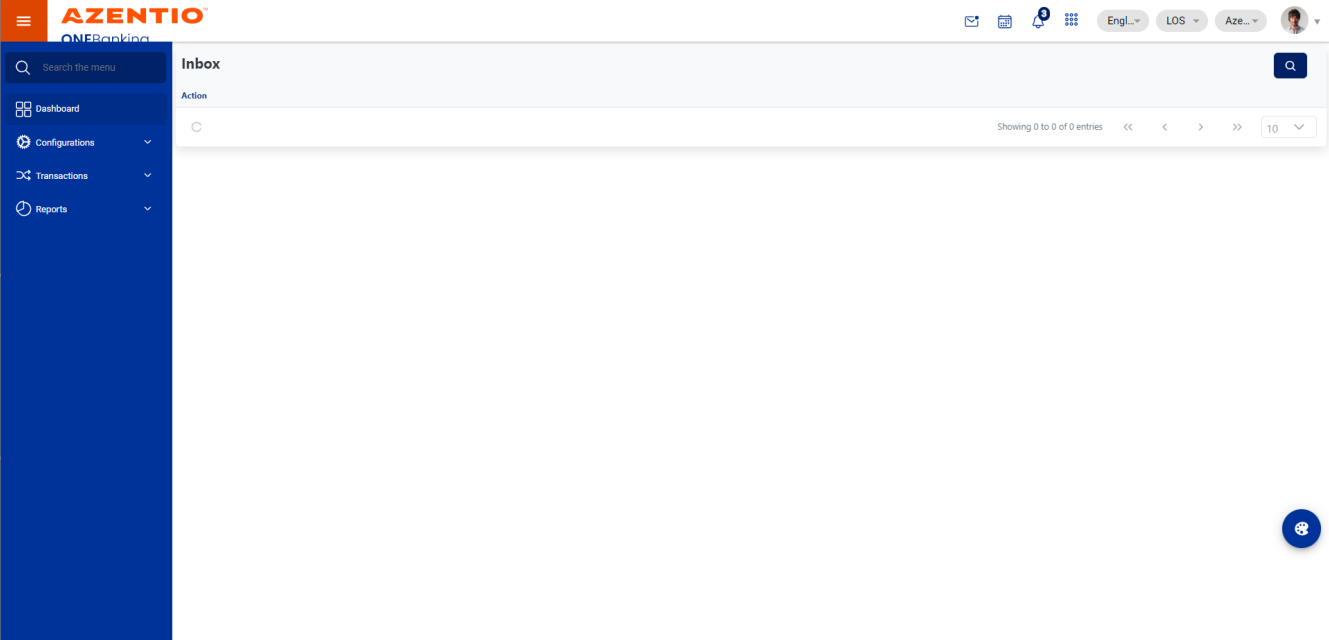 AZENTIO™
ONEBanking
3
Engl...
LOS
Aze...
Search the menu
Dashboard
Configurations
Transactions
Reports
Inbox
Action
Showing 0 to 0 of 0 entries
10